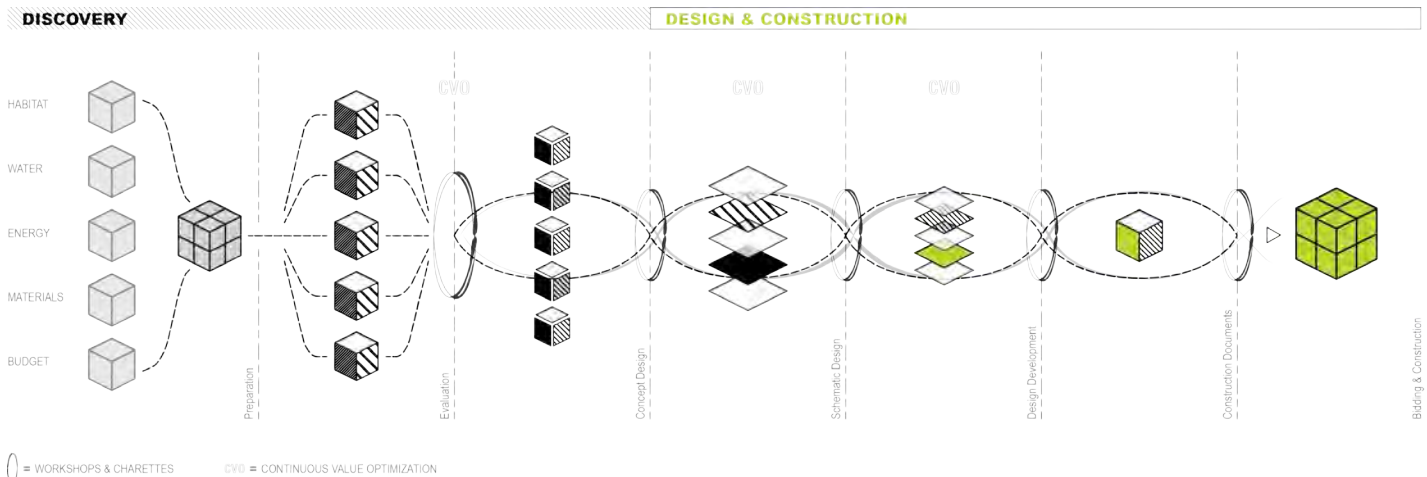 DISCOVERY
DESIGN & CONSTRUCTION
CVO
CVO
CVO
HABITAT
WATER
ENERGY
MATERIALS
BUDGET
Preparation
Evaluation
Concept Design
Schematic Design
Design Development
Construction Documents
Bidding & Construction
= WORKSHOPS & CHARETTES
CVO = CONTINUOUS VALUE OPTIMIZATION